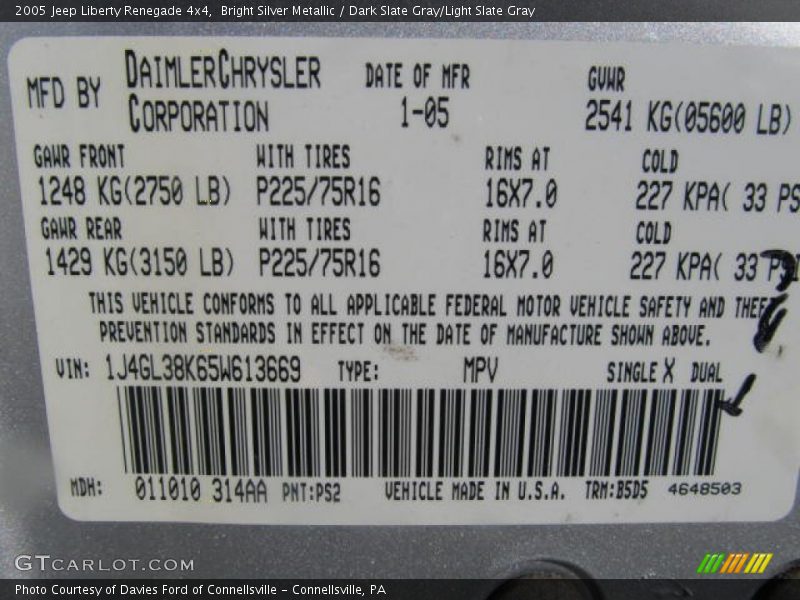 2005 Jeep Liberty Renegade 4x4,  Bright Silver Metallic / Dark Slate Gray/Light Slate Gray
MFD BY DAIMLERCHRYSLER CORPORATION DATE OF MFR 1-05 GVWR 2541 KG(05600 LB)
GAWR FRONT WITH TIRES RIMS AT COLD
1248 KG(2750 LB) P225/75R16 16X7.0 227 KPA( 33 PS
GAWR REAR WITH TIRES RIMS AT COLD
1429 KG(3150 LB) P225/75R16 16X7.0 227 KPA( 33 PSI
THIS VEHICLE CONFORMS TO ALL APPLICABLE FEDERAL MOTOR VEHICLE SAFETY AND THEFT
PREVENTION STANDARDS IN EFFECT ON THE DATE OF MANUFACTURE SHOWN ABOVE.
VIN: 1J4GL38K65W613669 TYPE: MPV SINGLE X DUAL
MDH: 011010 314AA PNT:PS2 VEHICLE MADE IN U.S.A. TRM:B5D5 4648503
GTCARLOT.COM
Photo Courtesy of Davies Ford of Connellsville – Connellsville, PA